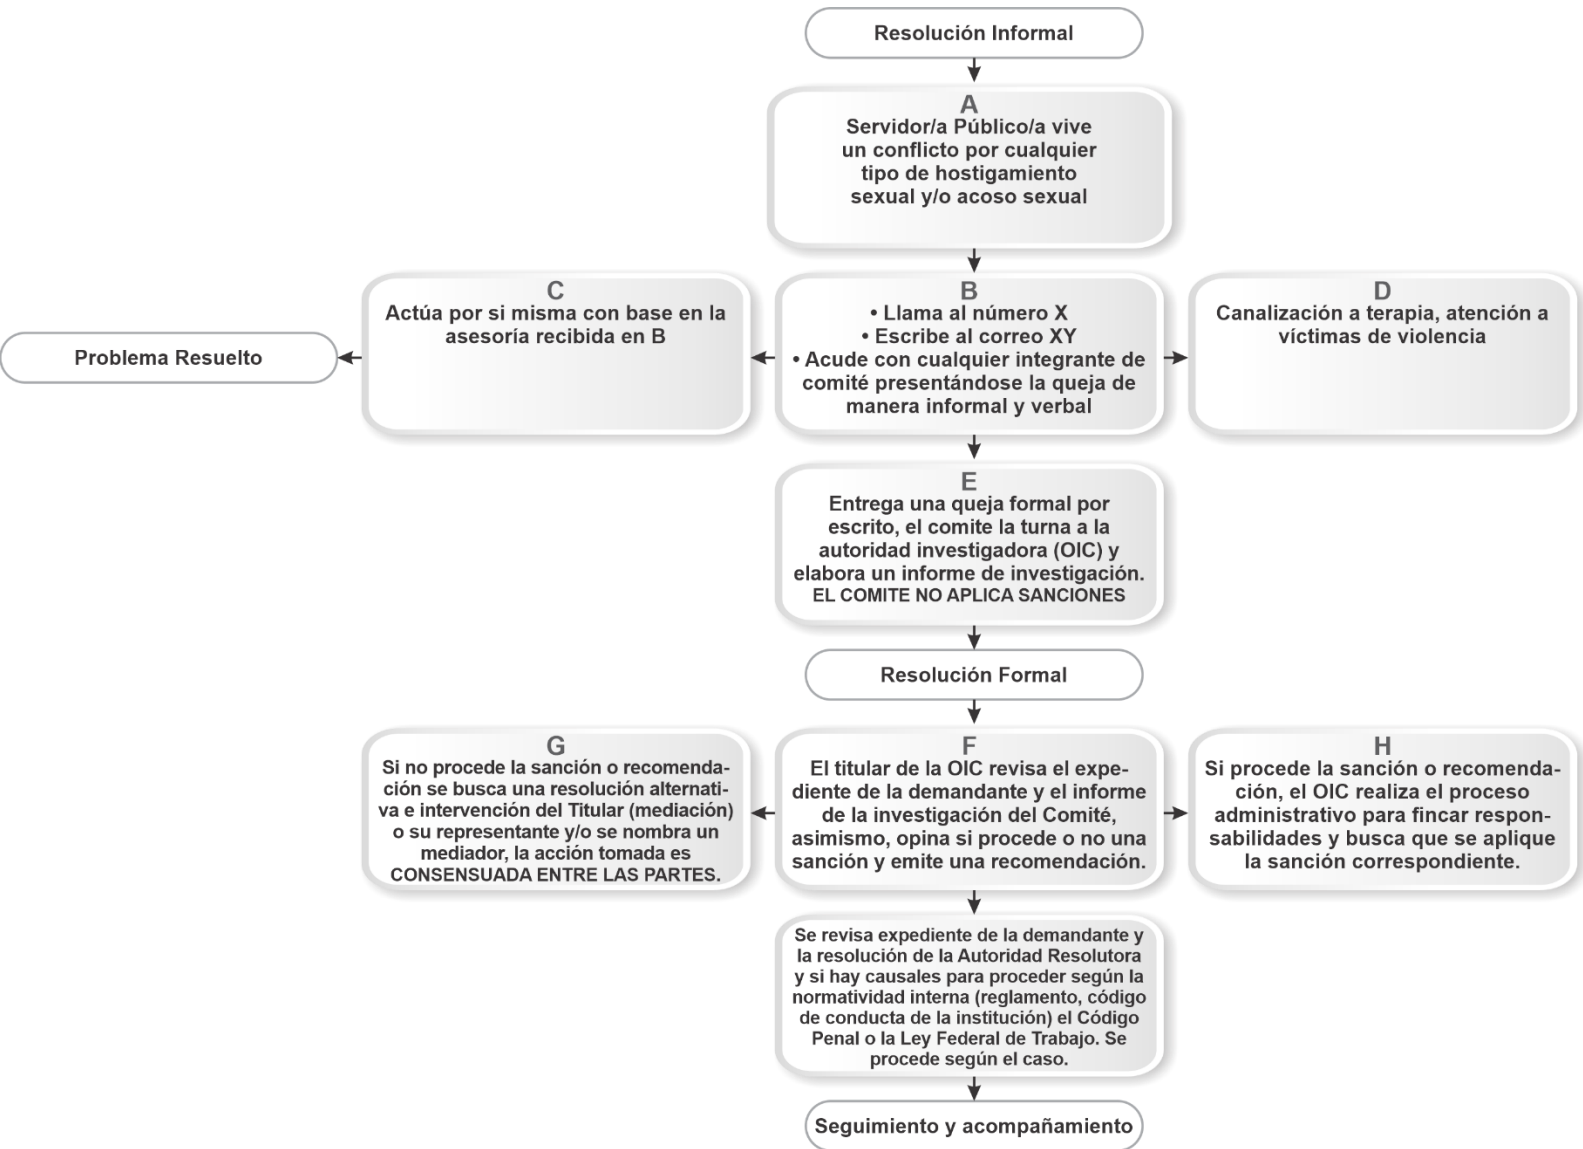 Resolución Informal
A
Servidor/a Público/a vive
un conflicto por cualquier
tipo de hostigamiento
sexual y/o acoso sexual
C
Actúa por si misma con base en la
asesoría recibida en B
B
• Llama al número X
• Escribe al correo XY
• Acude con cualquier integrante de
comité presentándose la queja de
manera informal y verbal
D
Canalización a terapia, atención a
víctimas de violencia
Problema Resuelto
E
Entrega una queja formal por
escrito, el comite la turna a la
autoridad investigadora (OIC) y
elabora un informe de investigación.
EL COMITE NO APLICA SANCIONES
Resolución Formal
G
Si no procede la sanción o recomenda-
ción se busca una resolución alternati-
va e intervención del Titular (mediación)
o su representante y/o se nombra un
mediador, la acción tomada es
CONSENSUADA ENTRE LAS PARTES.
F
El titular de la OIC revisa el expe-
diente de la demandante y el informe
de la investigación del Comité,
asimismo, opina si procede o no una
sanción y emite una recomendación.
H
Si procede la sanción o recomenda-
ción, el OIC realiza el proceso
administrativo para fincar respon-
sabilidades y busca que se aplique
la sanción correspondiente.
Se revisa expediente de la demandante y
la resolución de la Autoridad Resolutora
y si hay causales para proceder según la
normatividad interna (reglamento, código
de conducta de la institución) el Código
Penal o la Ley Federal de Trabajo. Se
procede según el caso.
Seguimiento y acompañamiento